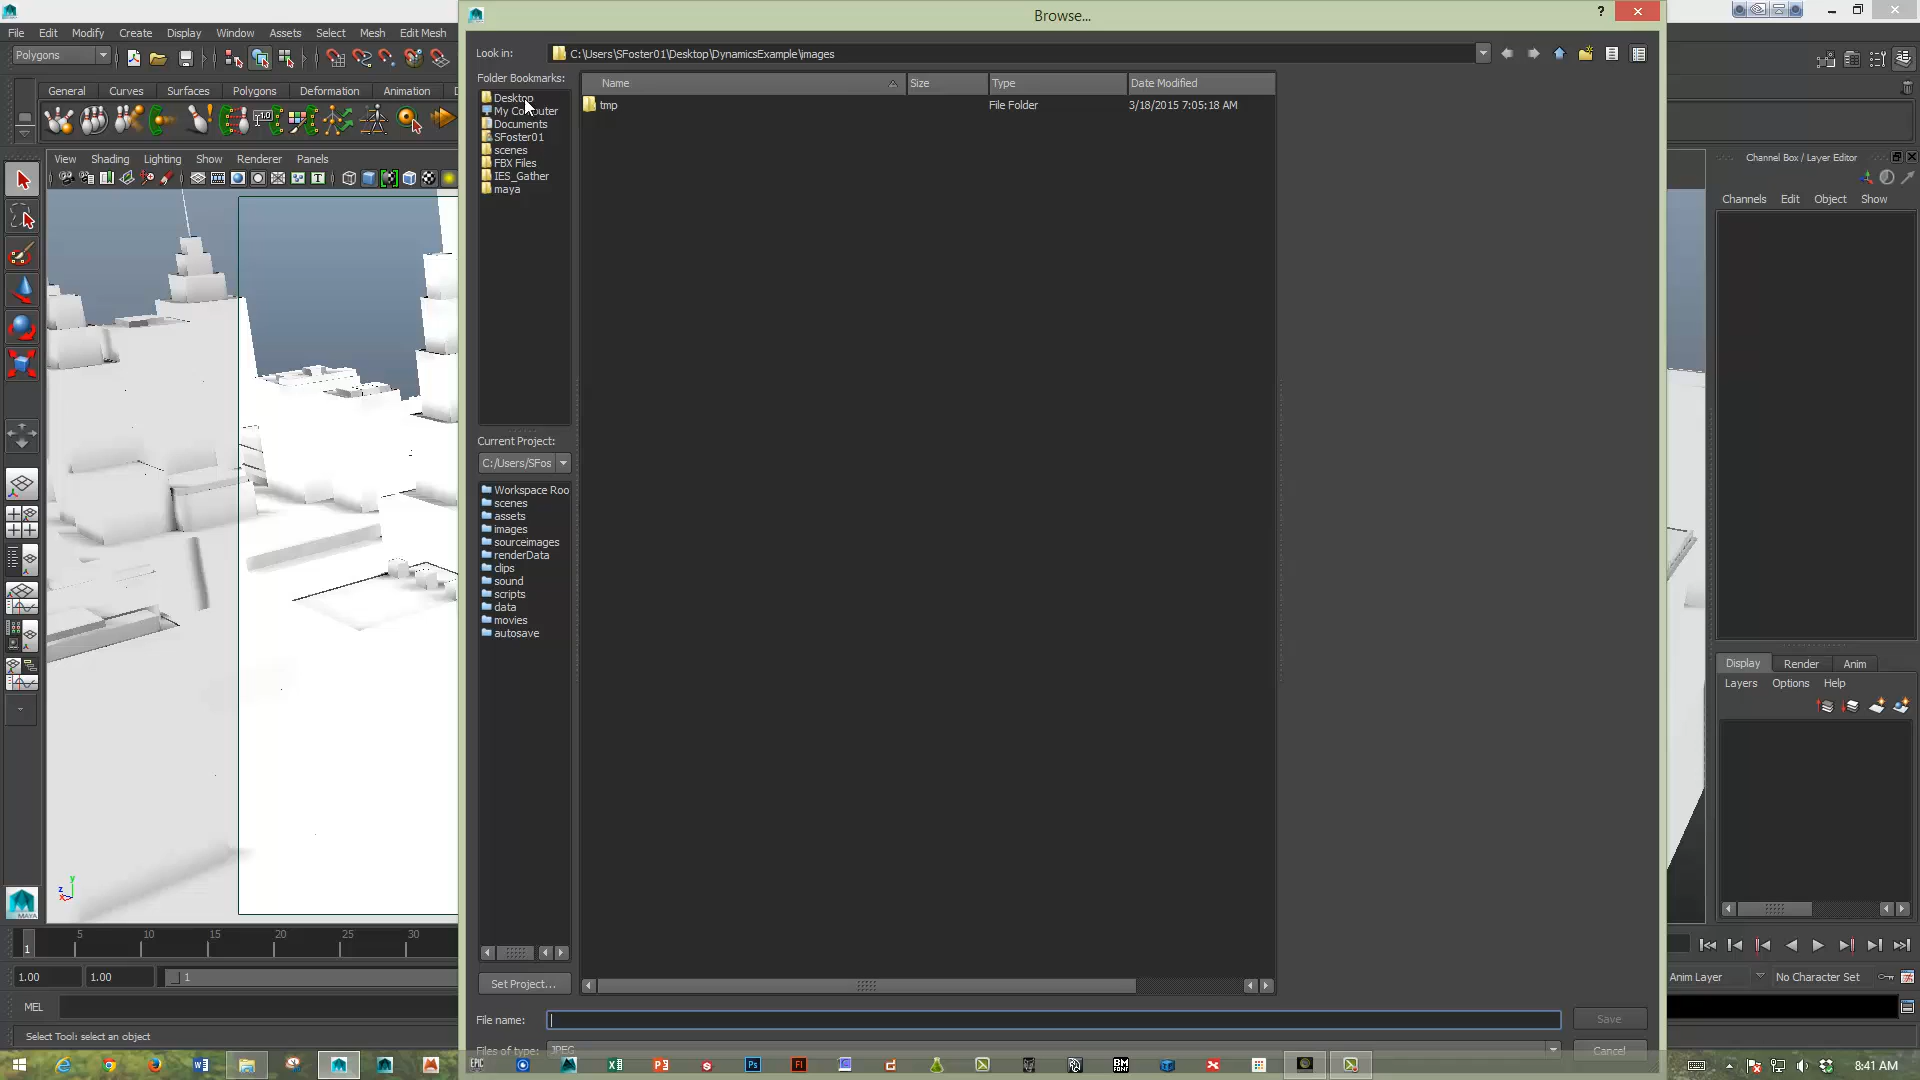 Browse...
?
File Edit Modify Create Display Window Assets Select Mesh Edit Mesh
Polygons
General Curves Surfaces Polygons Deformation Animation
View Shading Lighting Show Renderer Panels
Look in: C:\Users\SFoster01\Desktop\DynamicsExample\images
Folder Bookmarks:
Desktop
My Computer
Documents
SFoster01
scenes
FBX Files
IES_Gather
maya
Name Size Type Date Modified
tmp File Folder 3/18/2015 7:05:18 AM
Current Project:
C:/Users/SFos
Workspace Roo
scenes
assets
images
sourceimages
renderData
clips
sound
scripts
data
movies
autosave
Set Project...
File name:
Save
Files of type: JPEG
Cancel
Channel Box / Layer Editor
Channels Edit Object Show
Display Render Anim
Layers Options Help
y
z
x
MAYA
5 10 15 20 25 30
1
1.00 1.00 1
Anim Layer No Character Set
MEL
Select Tool: select an object
8:41 AM